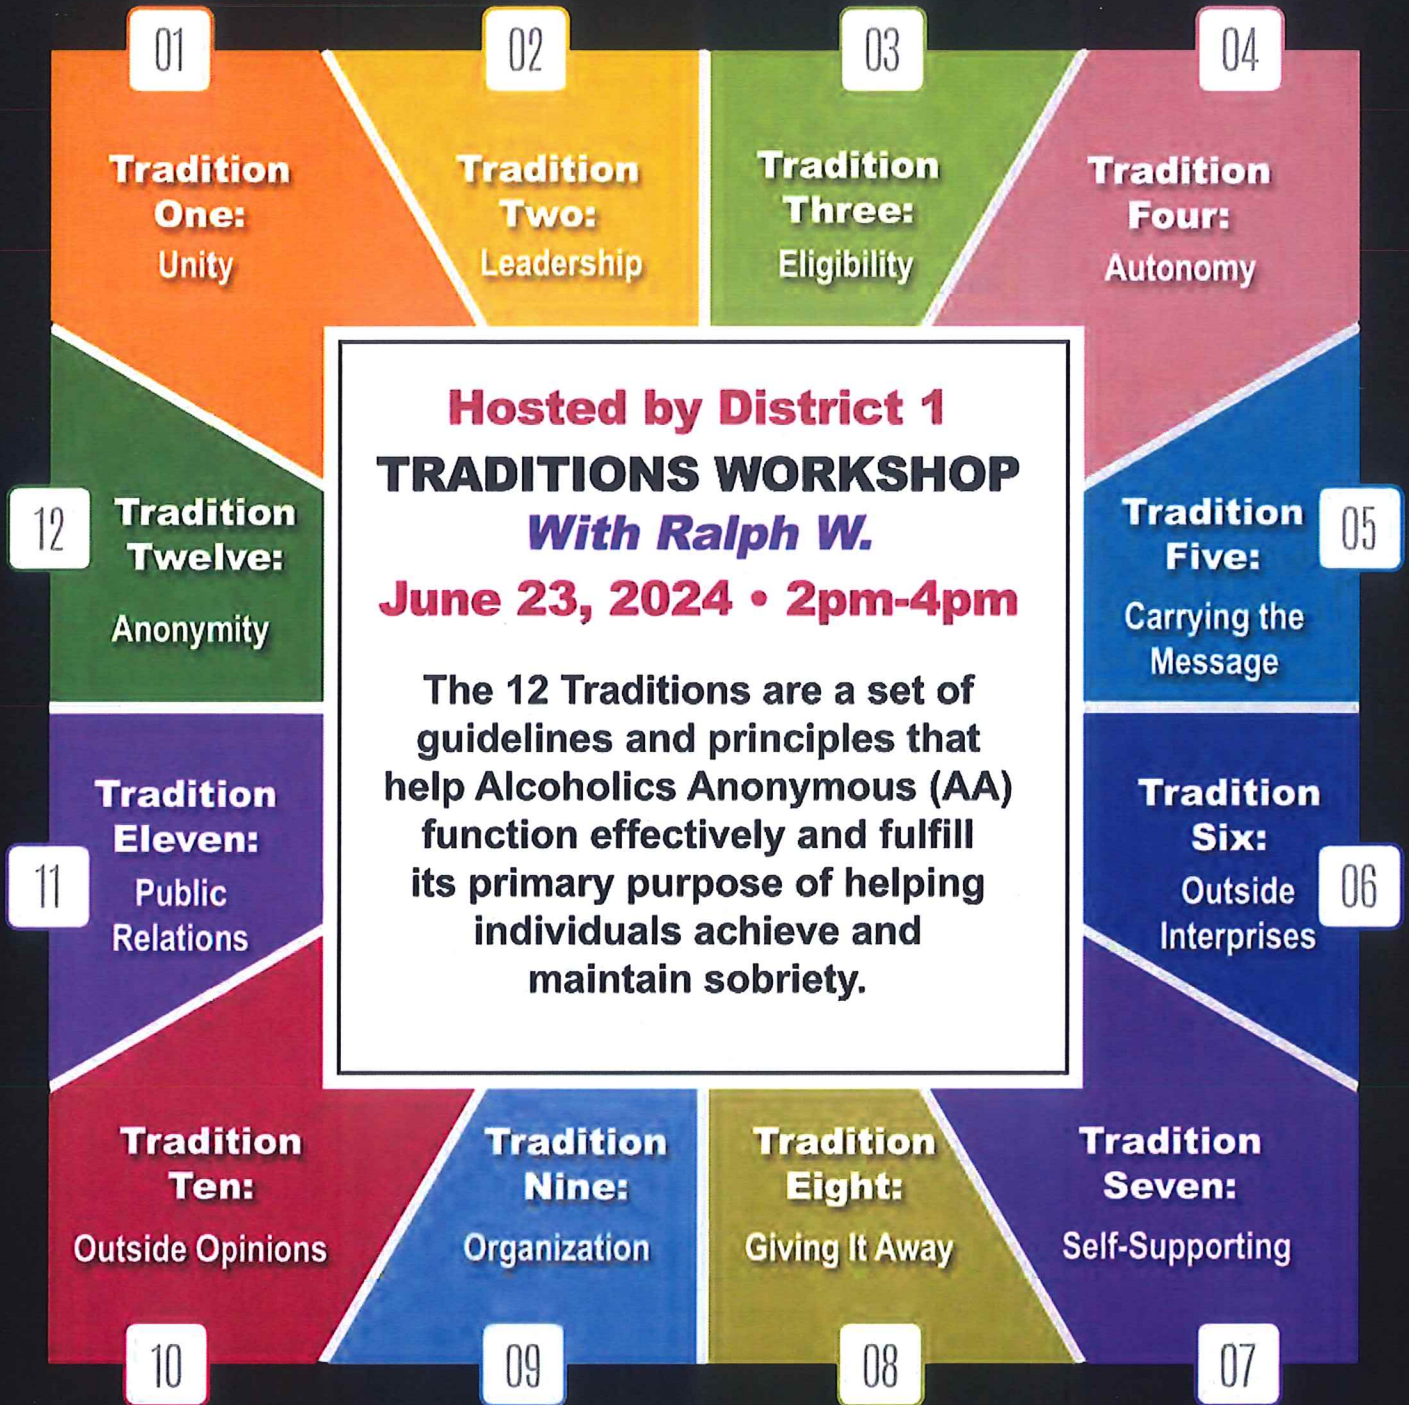 01
Tradition
One:
Unity
02
Tradition
Two:
Leadership
03
Tradition
Three:
Eligibility
04
Tradition
Four:
Autonomy
05
Tradition
Five:
Carrying the
Message
06
Tradition
Six:
Outside
Interprises
07
Tradition
Seven:
Self-Supporting
08
Tradition
Eight:
Giving It Away
09
Tradition
Nine:
Organization
10
Tradition
Ten:
Outside Opinions
11
Tradition
Eleven:
Public
Relations
12
Tradition
Twelve:
Anonymity
Hosted by District 1
TRADITIONS WORKSHOP
With Ralph W.
June 23, 2024 • 2pm-4pm
The 12 Traditions are a set of
guidelines and principles that
help Alcoholics Anonymous (AA)
function effectively and fulfill
its primary purpose of helping
individuals achieve and
maintain sobriety.